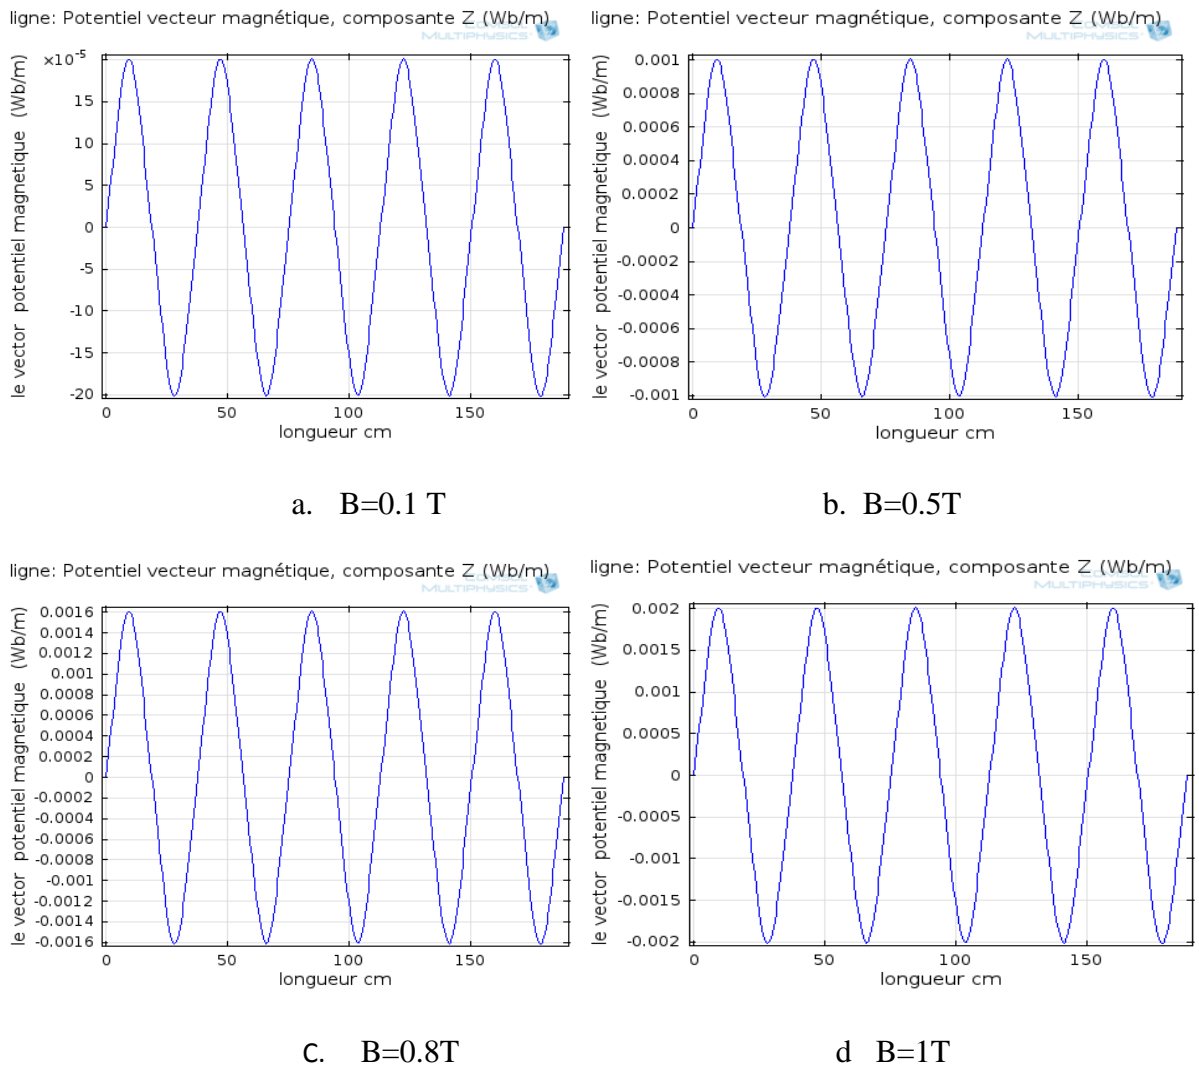 ligne: Potentiel vecteur magnétique, composante Z (Wb/m)
COMSOL
MULTIPHYSICS
×10⁻⁵
15
10
5
0
-5
-10
-15
-20
le vector potentiel magnetique (Wb/m)
0 50 100 150
longueur cm
a. B=0.1 T
ligne: Potentiel vecteur magnétique, composante Z (Wb/m)
COMSOL
MULTIPHYSICS
0.001
0.0008
0.0006
0.0004
0.0002
0
-0.0002
-0.0004
-0.0006
-0.0008
-0.001
le vector potentiel magnetique (Wb/m)
0 50 100 150
longueur cm
b. B=0.5T
ligne: Potentiel vecteur magnétique, composante Z (Wb/m)
COMSOL
MULTIPHYSICS
0.0016
0.0014
0.0012
0.001
0.0008
0.0006
0.0004
0.0002
0
-0.0002
-0.0004
-0.0006
-0.0008
-0.001
-0.0012
-0.0014
-0.0016
le vector potentiel magnetique (Wb/m)
0 50 100 150
longueur cm
C. B=0.8T
ligne: Potentiel vecteur magnétique, composante Z (Wb/m)
COMSOL
MULTIPHYSICS
0.002
0.0015
0.001
0.0005
0
-0.0005
-0.001
-0.0015
-0.002
le vector potentiel magnetique (Wb/m)
0 50 100 150
longueur cm
d B=1T